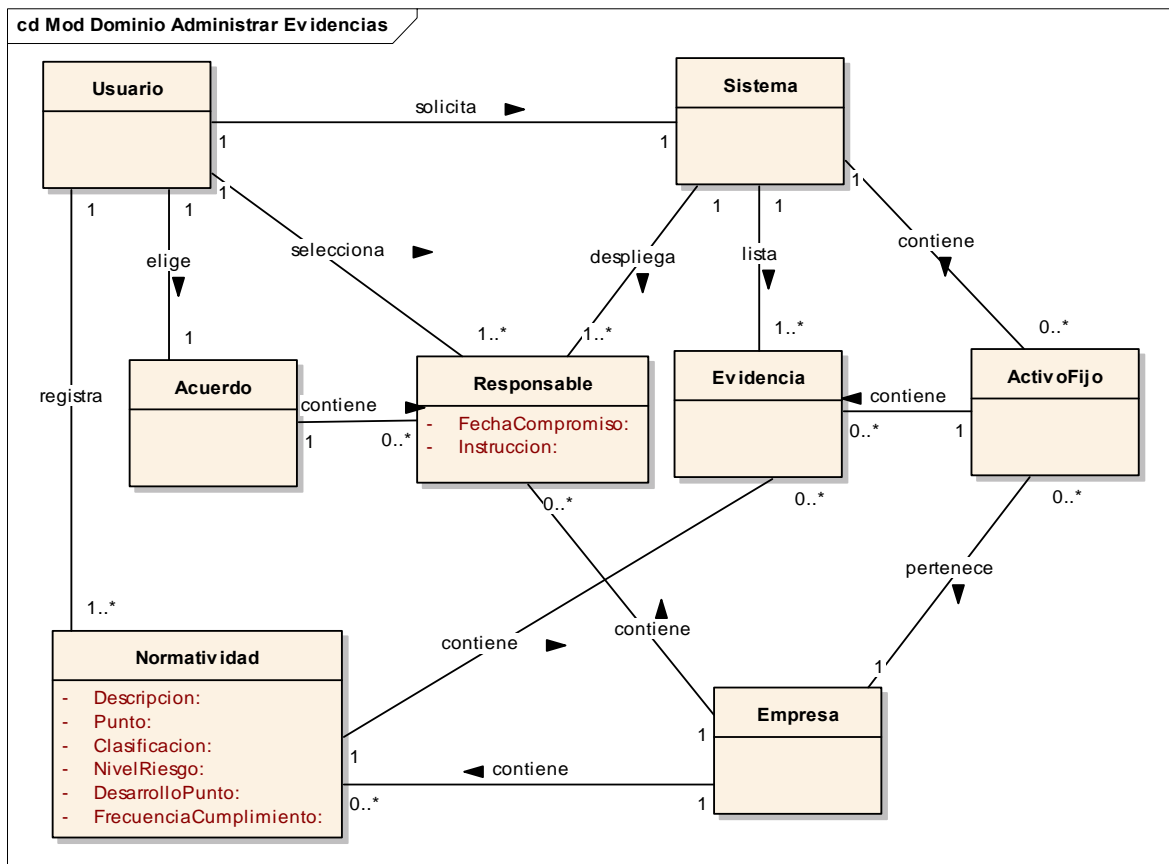 cd Mod Dominio Administrar Evidencias
Usuario
Sistema
solicita
1
1
1
1
1
1
1
1
selecciona
despliega
lista
contiene
elige
1..*
1..*
1..*
0..*
1
Acuerdo
Responsable
- FechaCompromiso:
- Instruccion:
Evidencia
ActivoFijo
registra
contiene
1
0..*
contiene
0..*
1
0..*
0..*
0..*
pertenece
1..*
contiene
contiene
Normatividad
- Descripcion:
- Punto:
- Clasificacion:
- NivelRiesgo:
- DesarrolloPunto:
- FrecuenciaCumplimiento:
1
Empresa
1
1
contiene
0..*
1